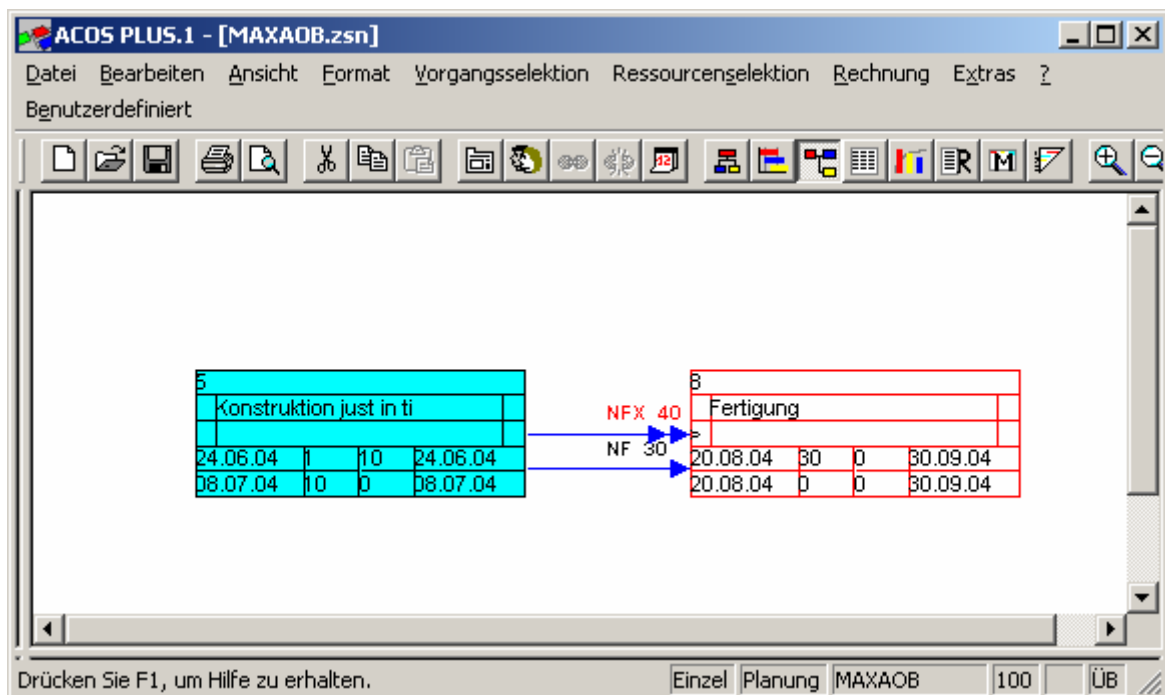 ACOS PLUS.1 - [MAXAOB.zsn]
Datei Bearbeiten Ansicht Format Vorgangsselektion Ressourcenselektion Rechnung Extras ?
Benutzerdefiniert
12 R M
5 8
Konstruktion just in ti NFX 40 Fertigung
>
NF 30
24.06.04 1 10 24.06.04 20.08.04 30 0 30.09.04
08.07.04 10 0 08.07.04 20.08.04 0 0 30.09.04
Drücken Sie F1, um Hilfe zu erhalten. Einzel Planung MAXAOB 100 ÜB